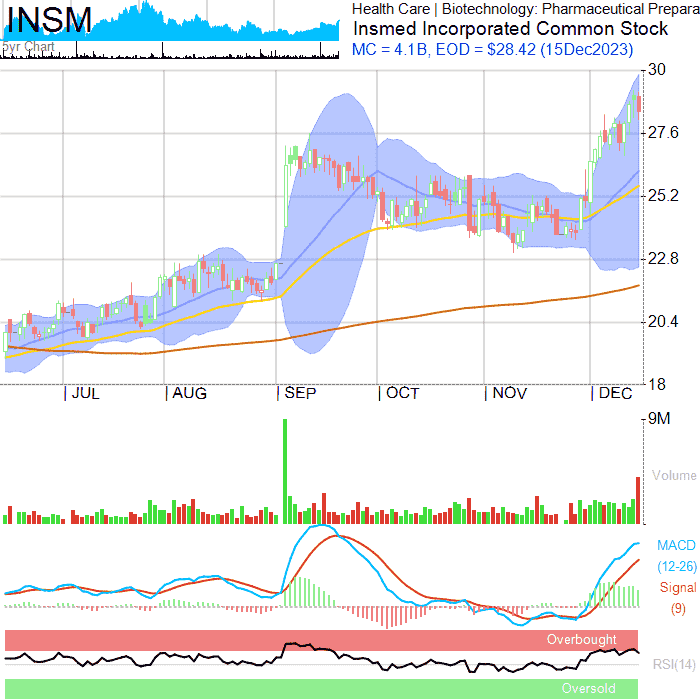 INSM
5yr Chart
Health Care | Biotechnology: Pharmaceutical Prepara
Insmed Incorporated Common Stock
MC = 4.1B, EOD = $28.42 (15Dec2023)
30
27.6
25.2
22.8
20.4
18
JUL
AUG
SEP
OCT
NOV
DEC
9M
Volume
MACD
(12-26)
Signal
(9)
Overbought
RSI(14)
Oversold